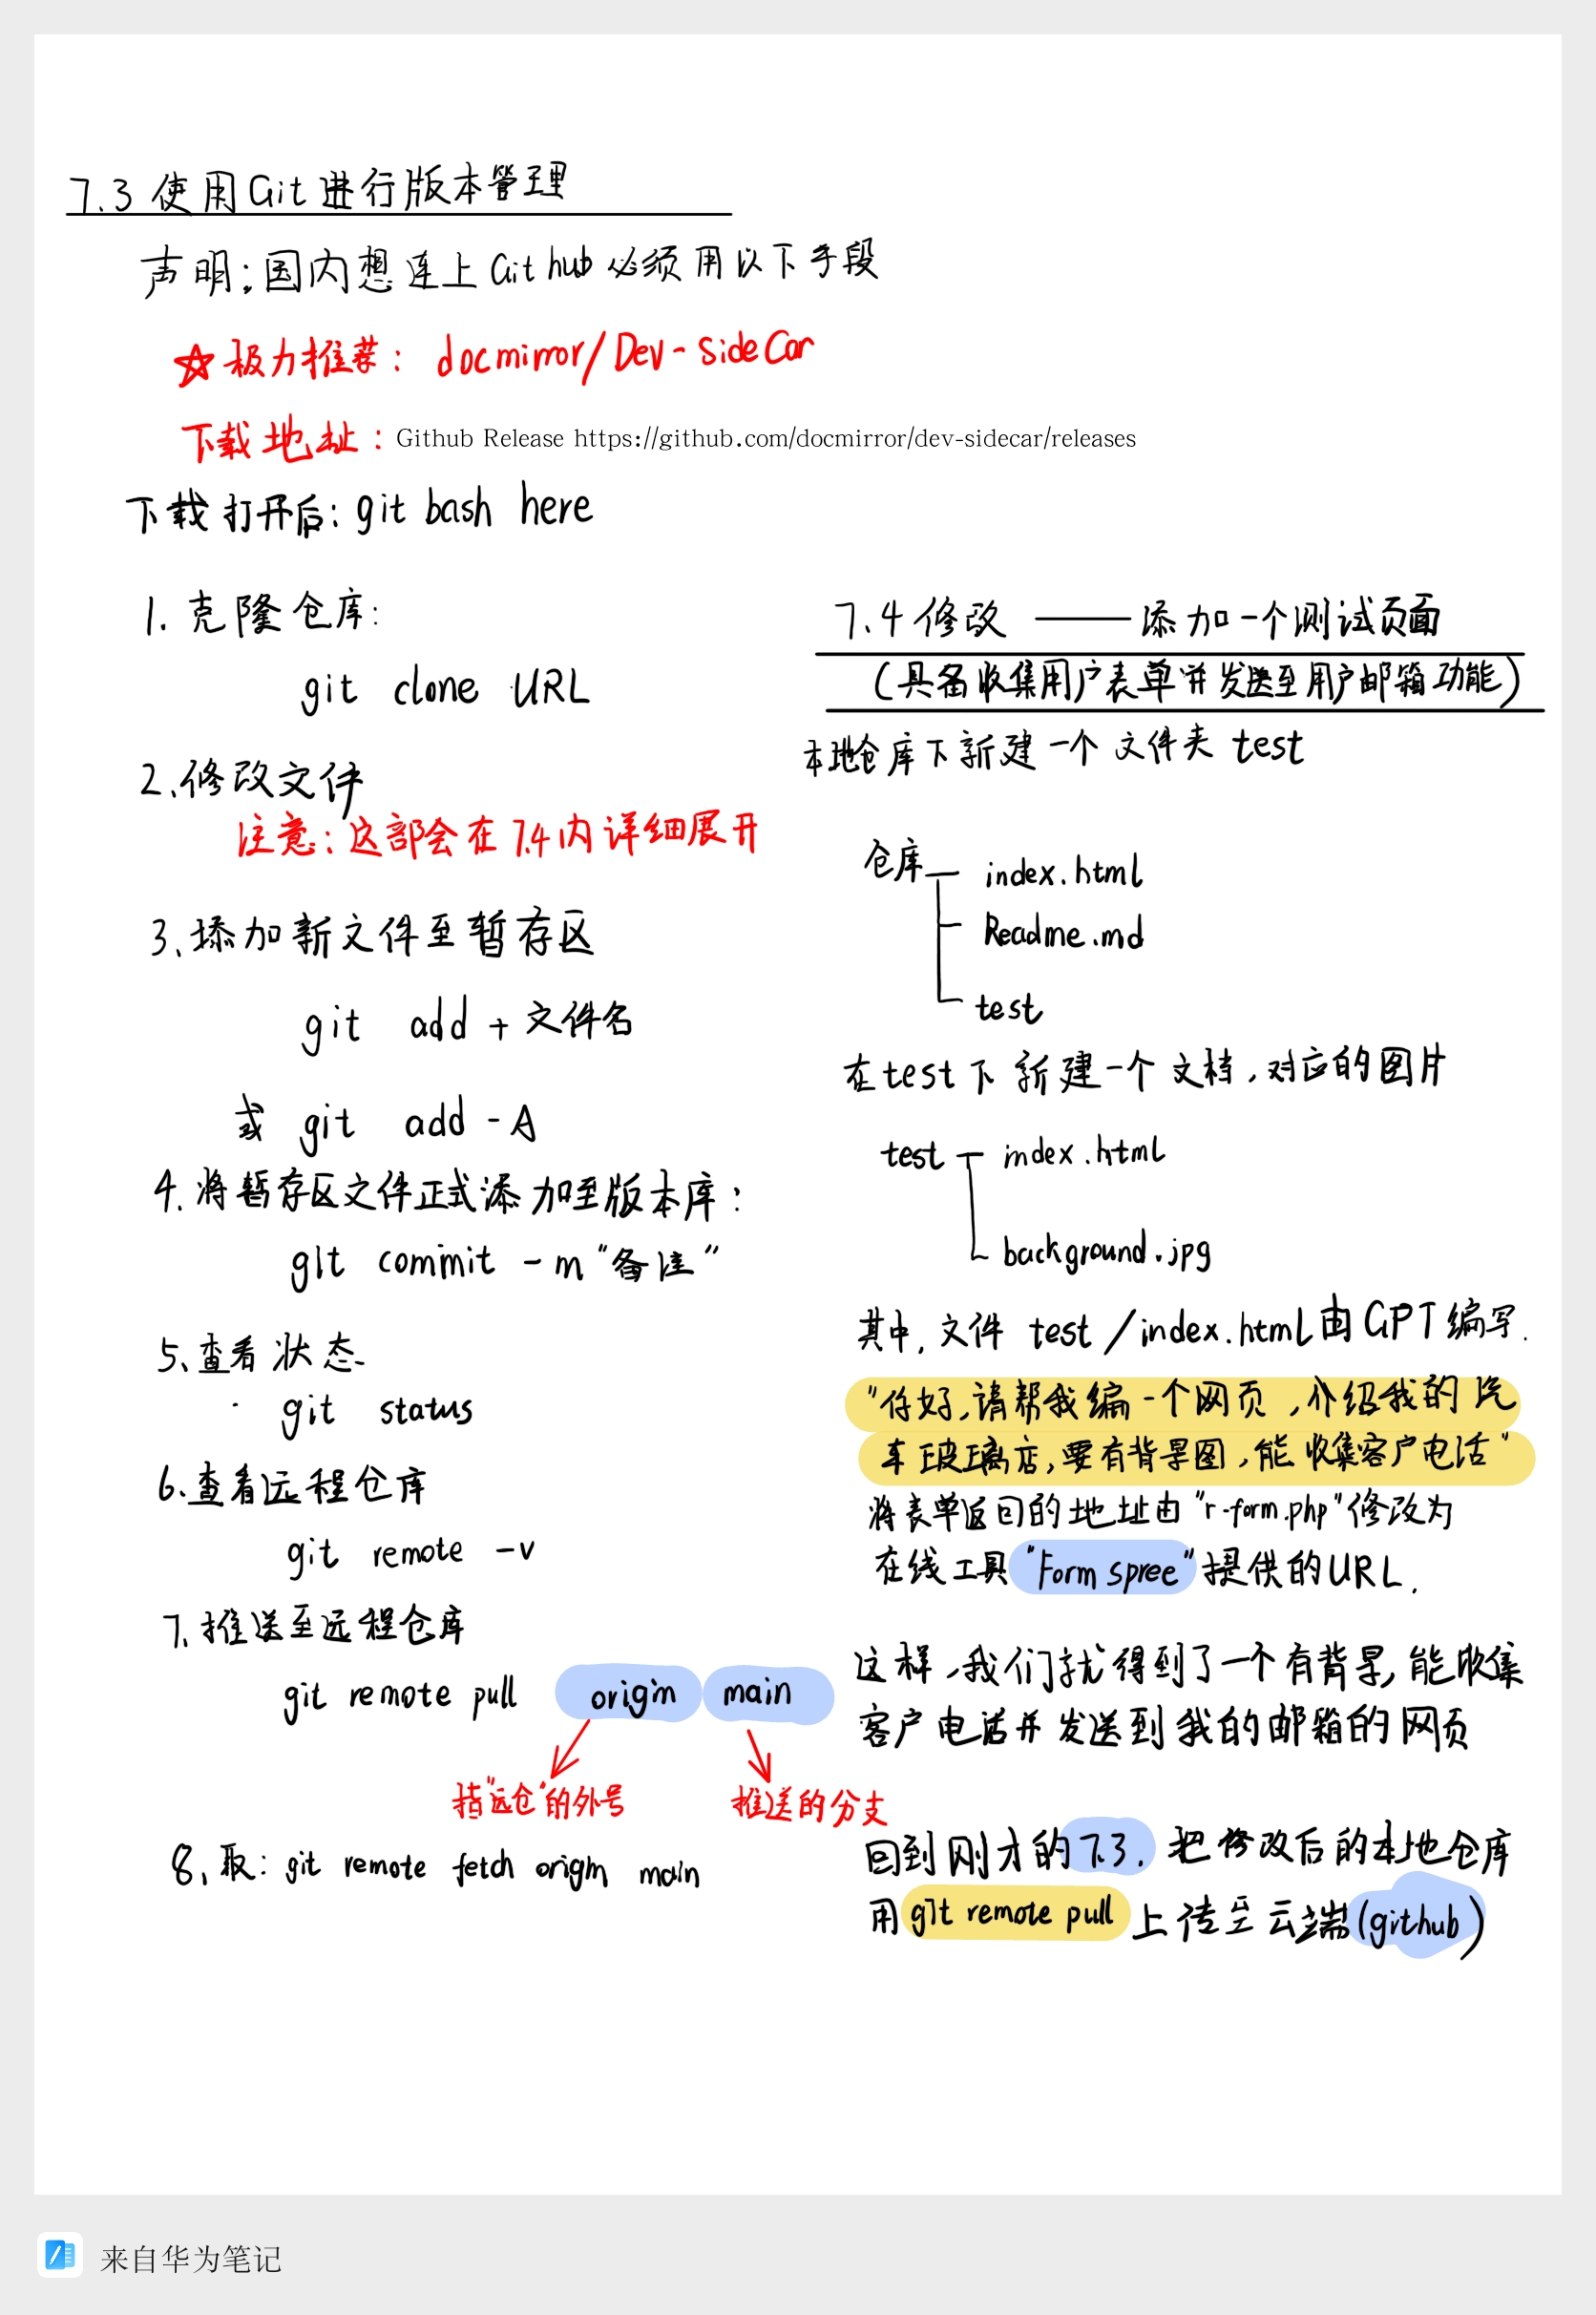 7.3 使用Git进行版本管理
声明：国内想连上Github必须用以下手段
☆极力推荐：docmirror/Dev-SideCar
下载地址：Github Release https://github.com/docmirror/dev-sidecar/releases
下载打开后：git bash here
1. 克隆仓库：
git clone URL
2、修改文件
注意：这部会在7.4内详细展开
3、添加新文件至暂存区
git add + 文件名
或 git add -A
4、将暂存区文件正式添加至版本库：
git commit -m “备注”
5、查看状态
git status
6、查看远程仓库
git remote -v
7、推送至远程仓库
git remote pull origin main
指“远仓”的外号 推送的分支
8、取：git remote fetch origin main
7.4 修改 ——添加一个测试页面
（具备收集用户表单并发送至用户邮箱功能）
本地仓库下新建一个文件夹 test
仓库 index.html
Readme.md
test
在test下新建一个文档，对应的图片
test index.html
background.jpg
其中，文件 test/index.html由GPT编写.
“你好，请帮我编一个网页，介绍我的汽
车玻璃店，要有背景图，能收集客户电话”
将表单返回的地址由“r-form.php”修改为
在线工具“Form spree”提供的URL.
这样，我们就得到了一个有背景，能收集
客户电话并发送到我的邮箱的网页
回到刚才的7.3. 把修改后的本地仓库
用git remote pull上传至云端(github)
来自华为笔记